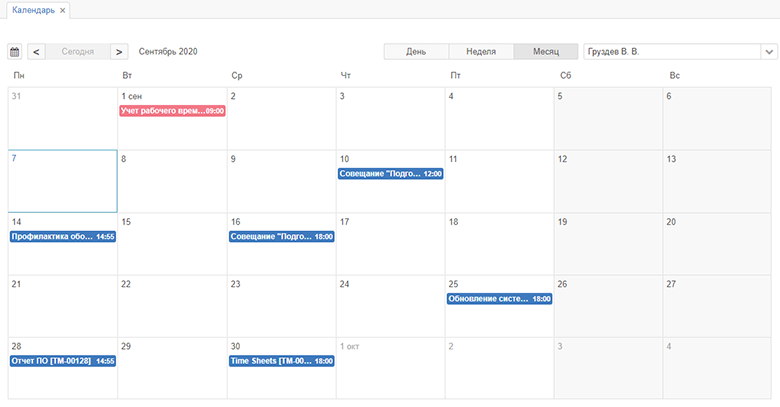 Календарь ×
< Сегодня > Сентябрь 2020 День Неделя Месяц Груздев В. В.
Пн Вт Ср Чт Пт Сб Вс
31 1 сен 2 3 4 5 6
Учет рабочего врем... 09:00
7 8 9 10 11 12 13
Совещание "Подго... 12:00
14 15 16 17 18 19 20
Профилактика обо... 14:55 Совещание "Подго... 18:00
21 22 23 24 25 26 27
Обновление систе... 18:00
28 29 30 1 окт 2 3 4
Отчет ПО [TM-00128] 14:55 Time Sheets [TM-00... 18:00